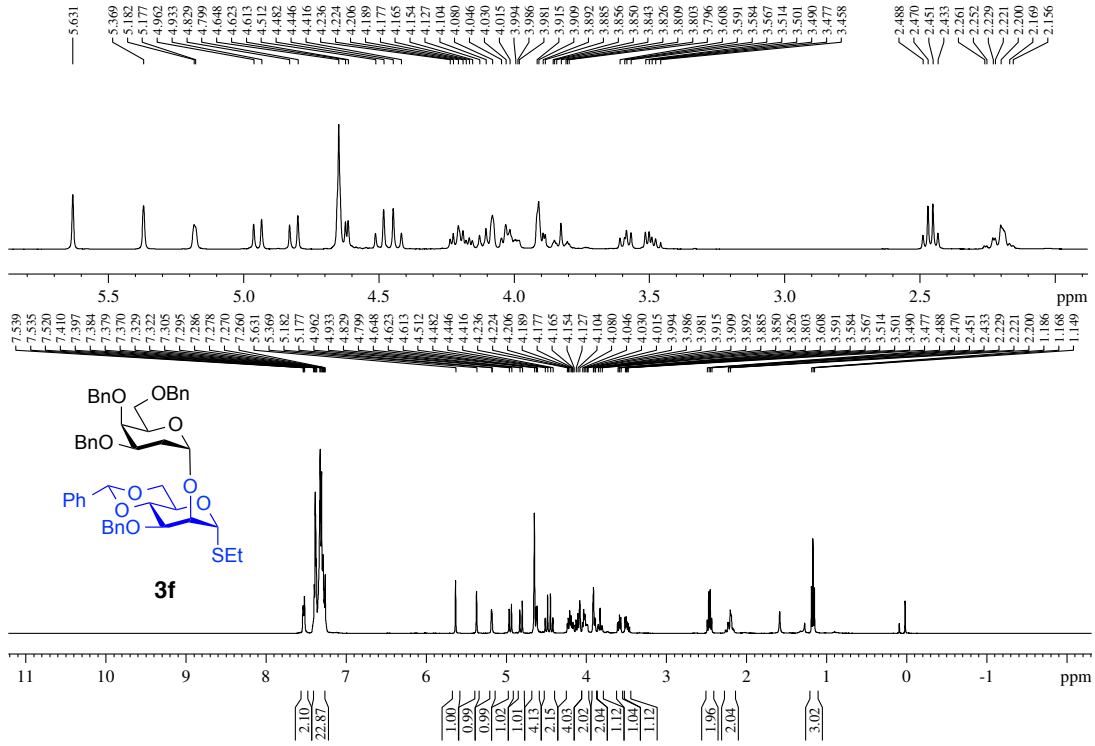 5.631 5.369 5.182 5.177 4.962 4.933 4.829 4.799 4.648 4.623 4.613 4.512 4.482 4.446 4.416 4.236 4.224 4.206 4.189 4.177 4.165 4.154 4.127 4.104 4.080 4.046 4.030 4.015 3.994 3.986 3.981 3.915 3.909 3.892 3.885 3.856 3.850 3.843 3.826 3.809 3.803 3.796 3.608 3.591 3.584 3.567 3.514 3.501 3.490 3.477 3.458 2.488 2.470 2.451 2.433 2.261 2.252 2.229 2.221 2.200 2.169 2.156
5.5 5.0 4.5 4.0 3.5 3.0 2.5 ppm
7.539 7.535 7.520 7.410 7.397 7.384 7.379 7.370 7.329 7.322 7.305 7.295 7.286 7.278 7.270 7.260 5.631 5.369 5.182 5.177 4.962 4.933 4.829 4.799 4.648 4.623 4.613 4.512 4.482 4.446 4.416 4.236 4.224 4.206 4.189 4.177 4.165 4.154 4.127 4.104 4.080 4.046 4.030 4.015 3.994 3.986 3.981 3.915 3.909 3.892 3.885 3.850 3.826 3.809 3.803 3.608 3.591 3.584 3.567 3.514 3.501 3.490 3.477 2.488 2.470 2.451 2.433 2.229 2.221 2.200 1.186 1.168 1.149
BnO OBn
O
BnO
O
Ph O O O
BnO
SEt
3f
11 10 9 8 7 6 5 4 3 2 1 0 -1 ppm
2.10 22.87 1.00 0.99 0.99 1.02 1.01 4.13 2.15 4.03 2.02 2.04 1.12 1.04 1.12 1.96 2.04 3.02